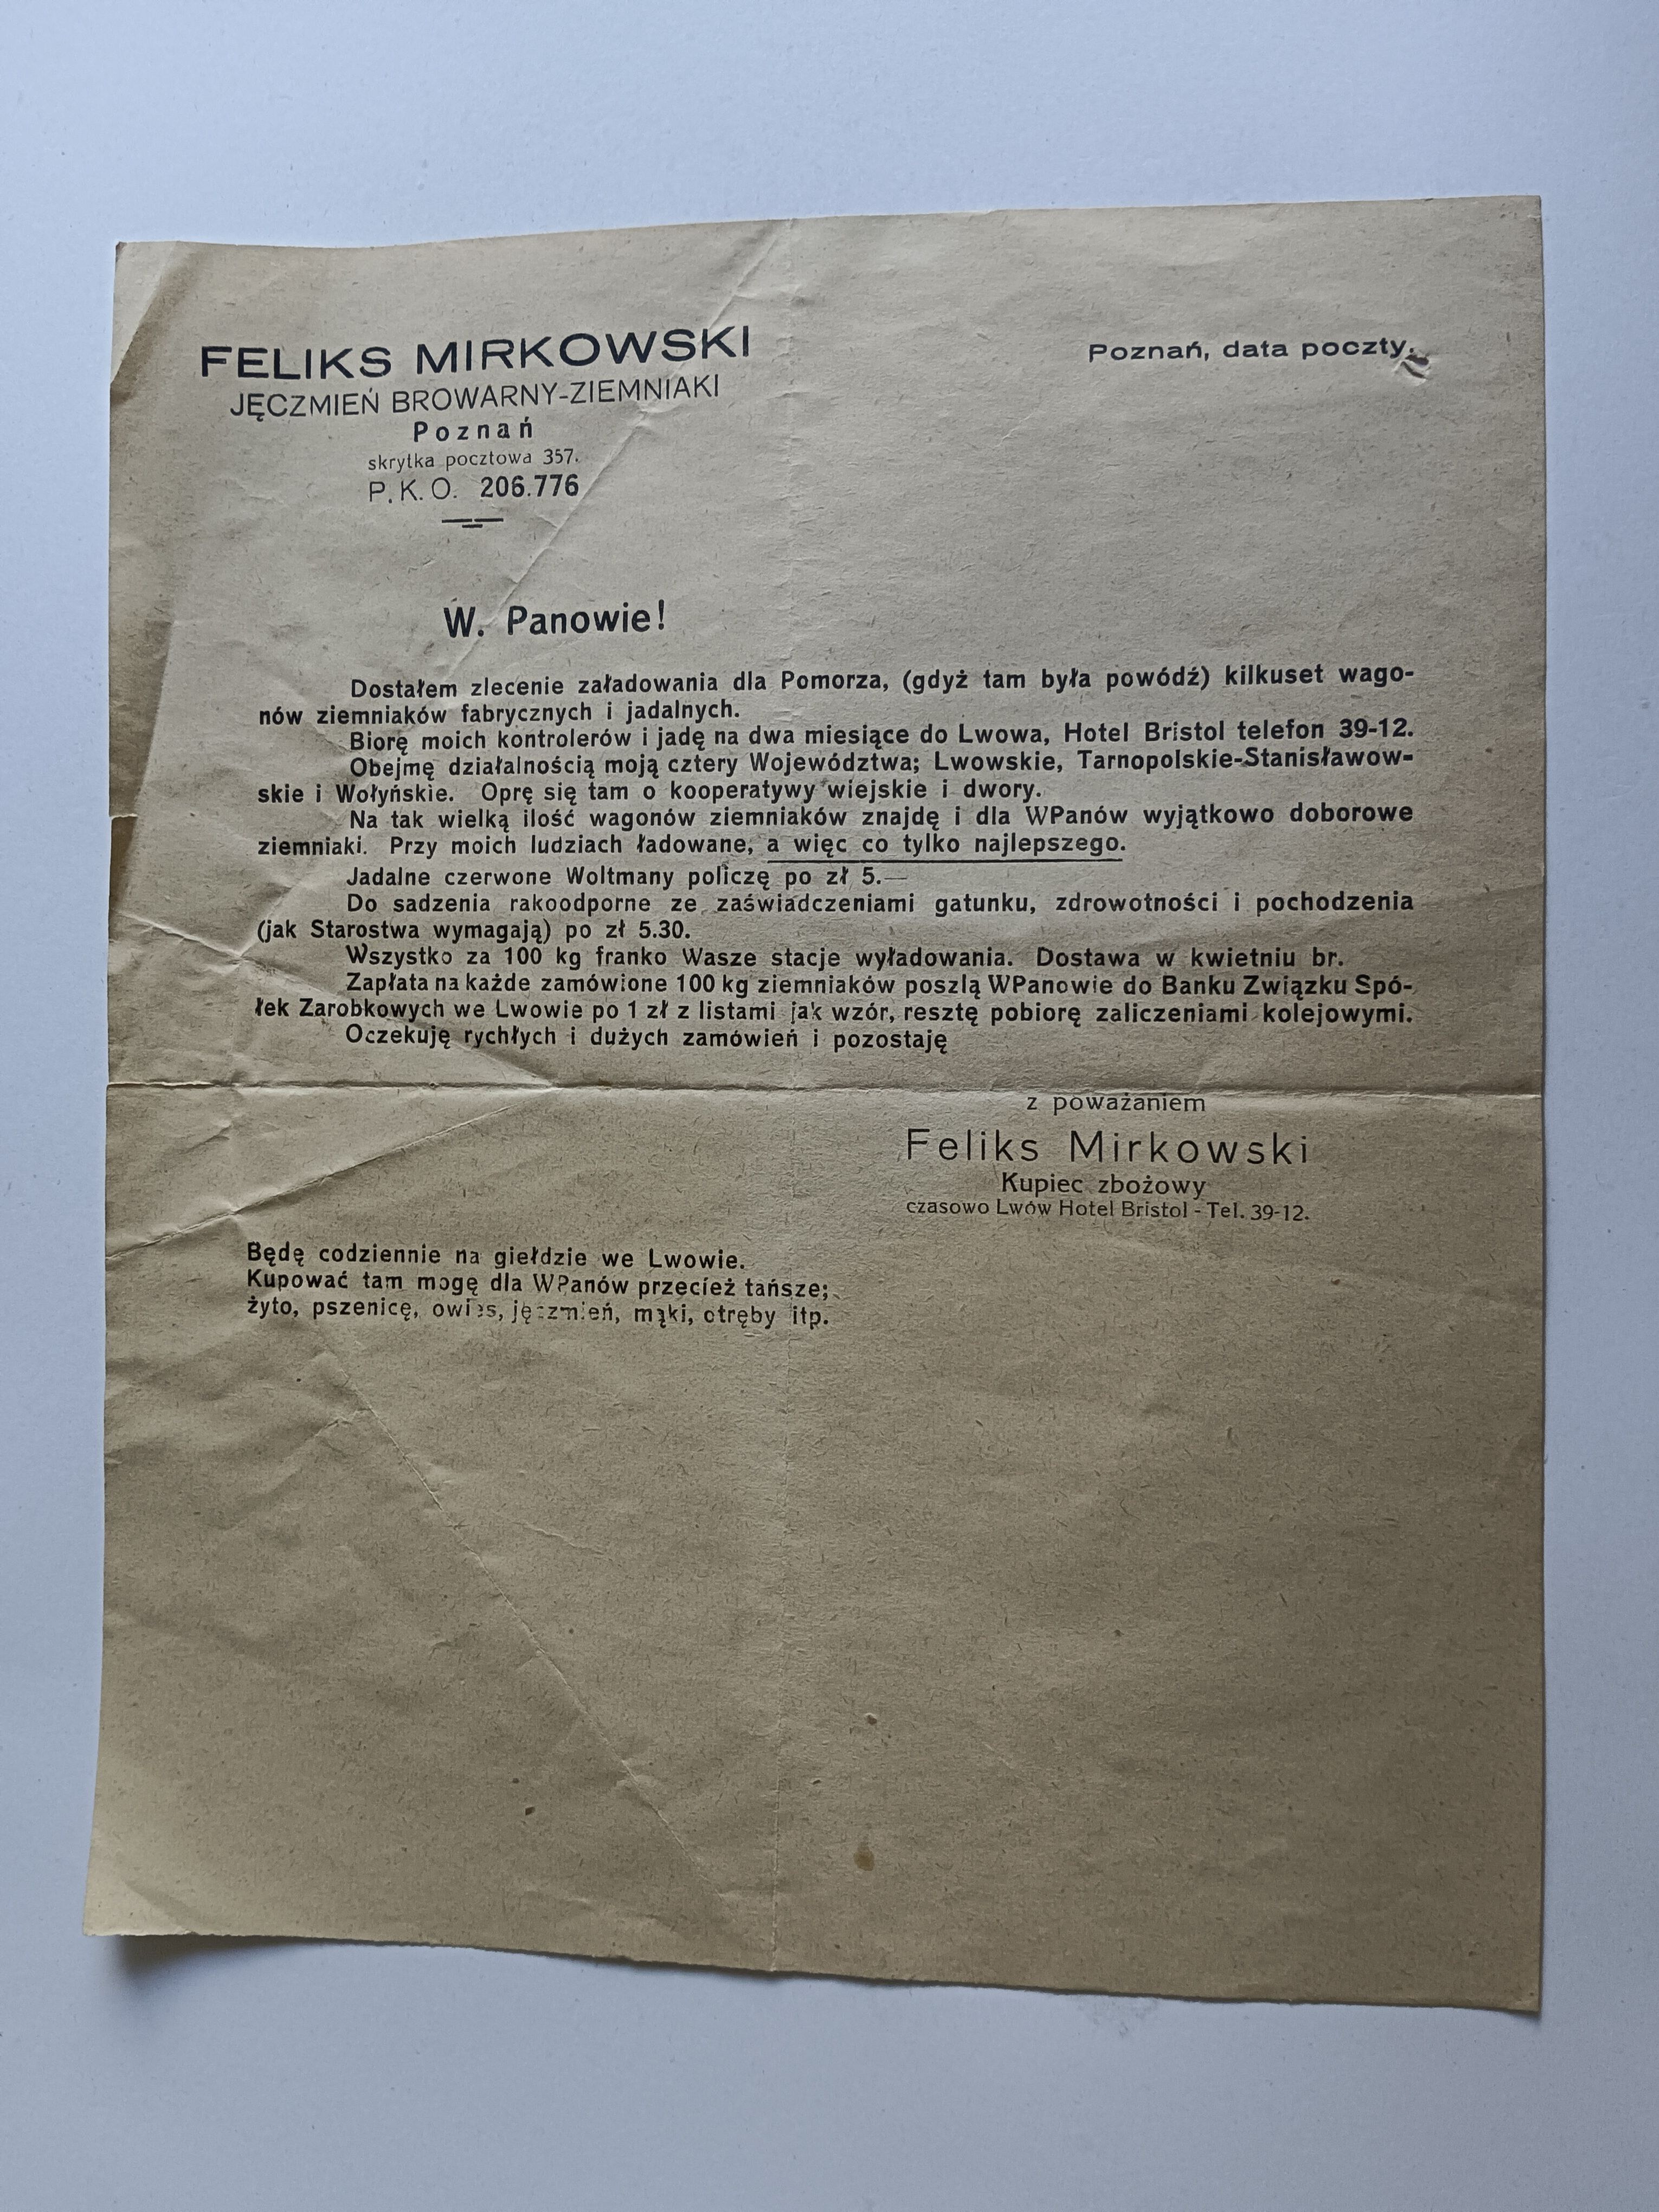 FELIKS MIRKOWSKI
JĘCZMIEŃ BROWARNY-ZIEMNIAKI
Poznań
skrytka pocztowa 357.
P.K.O. 206.776
Poznań, data poczty.
W. Panowie!
Dostałem zlecenie załadowania dla Pomorza, (gdyż tam była powódź) kilkuset wago-
nów ziemniaków fabrycznych i jadalnych.
Biorę moich kontrolerów i jadę na dwa miesiące do Lwowa, Hotel Bristol telefon 39-12.
Obejmę działalnością moją cztery Województwa; Lwowskie, Tarnopolskie-Stanisławow-
skie i Wołyńskie. Oprę się tam o kooperatywy wiejskie i dwory.
Na tak wielką ilość wagonów ziemniaków znajdę i dla WPanów wyjątkowo doborowe
ziemniaki. Przy moich ludziach ładowane, a więc co tylko najlepszego.
Jadalne czerwone Woltmany policzę po zł 5.—
Do sadzenia rakoodporne ze zaświadczeniami gatunku, zdrowotności i pochodzenia
(jak Starostwa wymagają) po zł 5.30.
Wszystko za 100 kg franko Wasze stacje wyładowania. Dostawa w kwietniu br.
Zapłata na każde zamówione 100 kg ziemniaków poszlą WPanowie do Banku Związku Spó-
łek Zarobkowych we Lwowie po 1 zł z listami jak wzór, resztę pobiorę zaliczeniami kolejowymi.
Oczekuję rychłych i dużych zamówień i pozostaję
z poważaniem
Feliks Mirkowski
Kupiec zbożowy
czasowo Lwów Hotel Bristol - Tel. 39-12.
Będę codziennie na giełdzie we Lwowie.
Kupować tam mogę dla WPanów przecież tańsze;
żyto, pszenicę, owies, jęczmień, mąki, otręby itp.